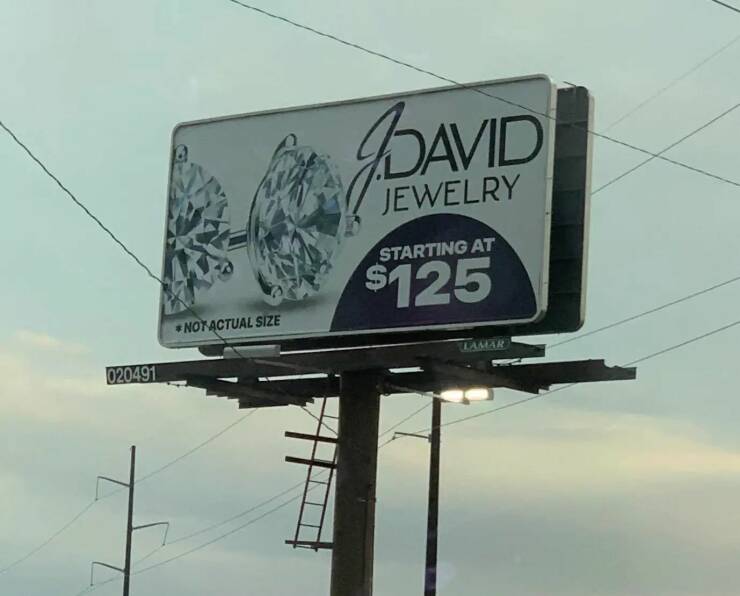 J.DAVID
JEWELRY
STARTING AT
$125
* NOT ACTUAL SIZE
LAMAR
020491